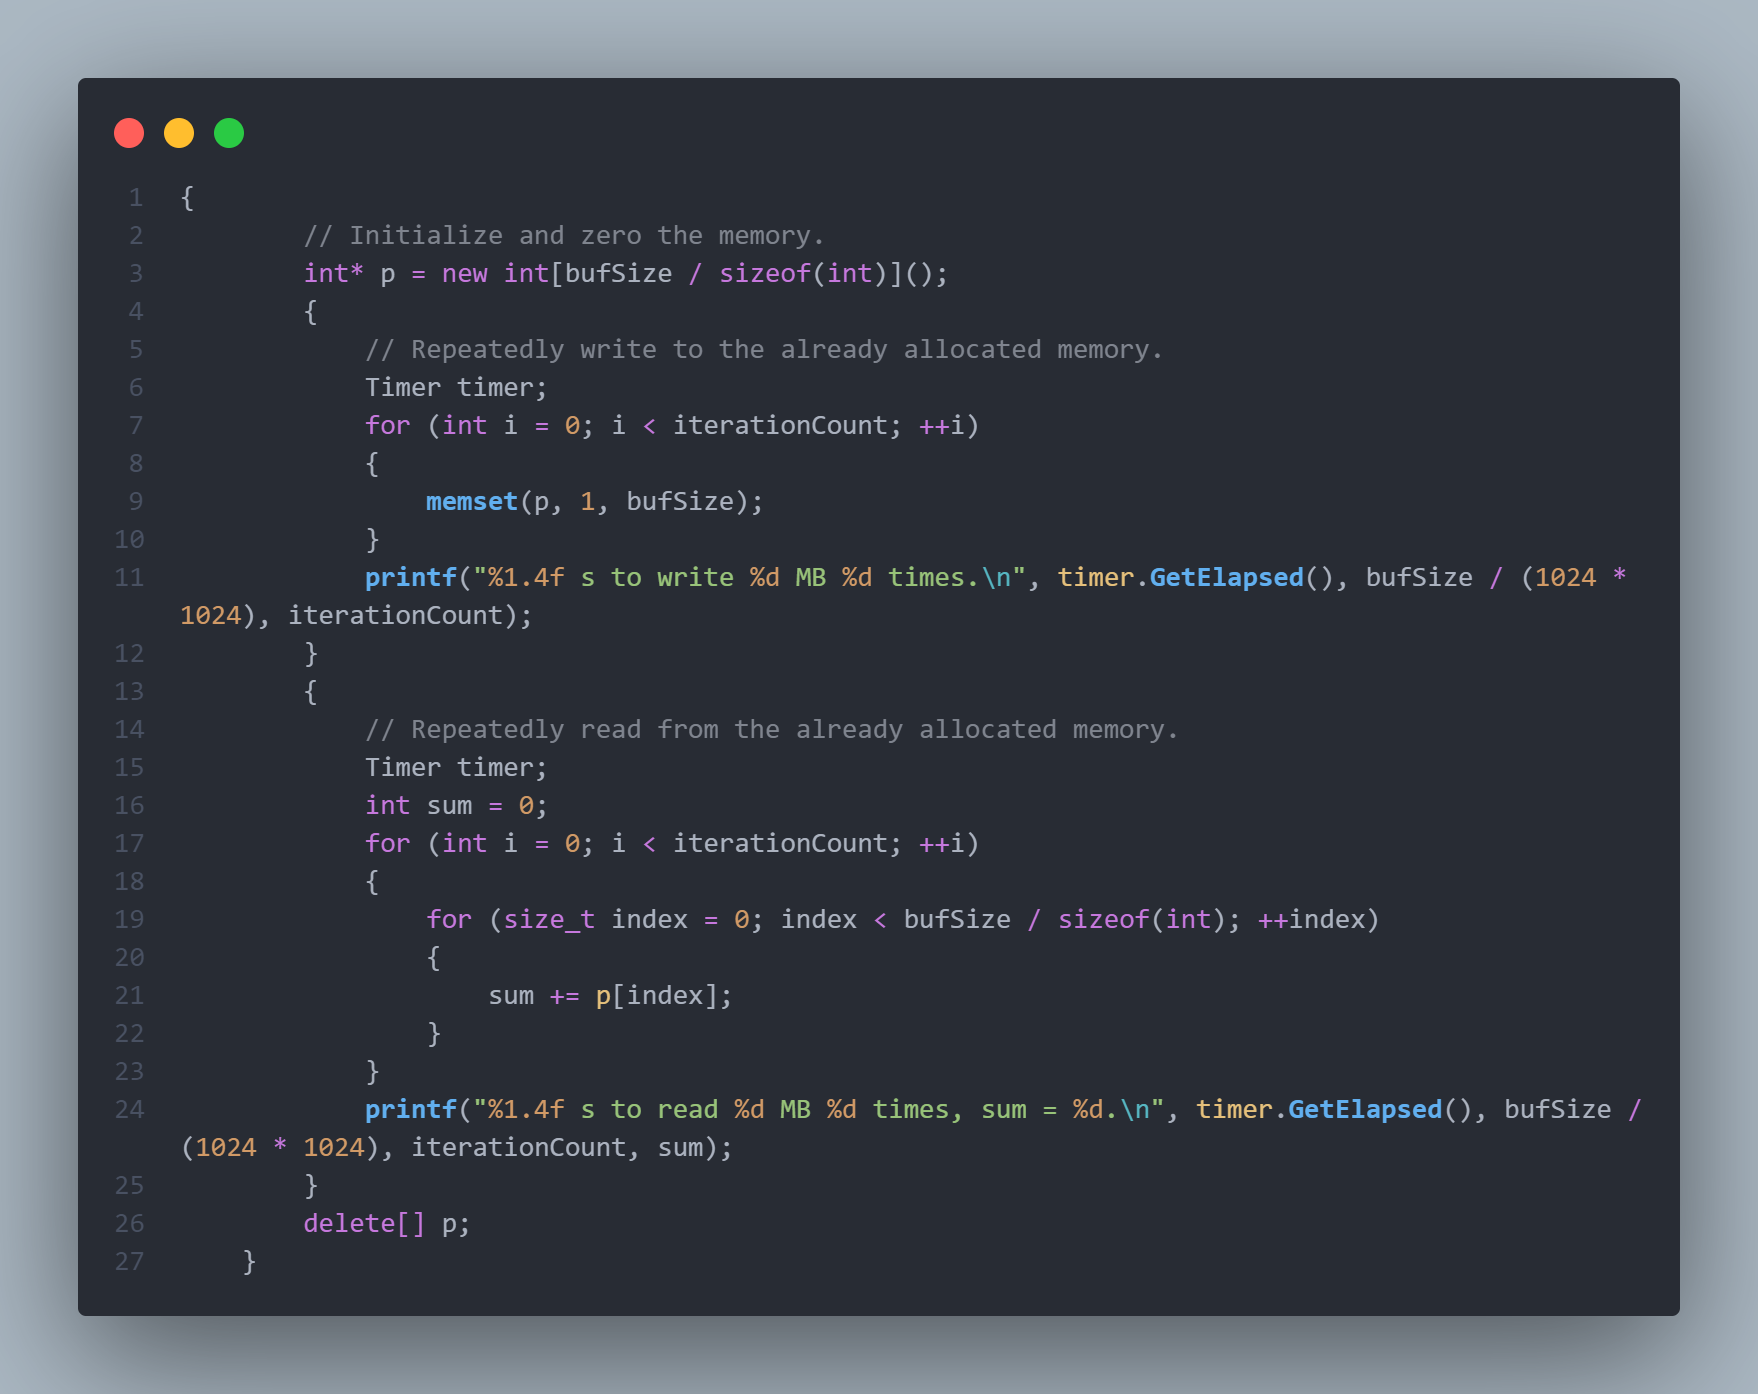 1 {
2 // Initialize and zero the memory.
3 int* p = new int[bufSize / sizeof(int)]();
4 {
5 // Repeatedly write to the already allocated memory.
6 Timer timer;
7 for (int i = 0; i < iterationCount; ++i)
8 {
9 memset(p, 1, bufSize);
10 }
11 printf("%1.4f s to write %d MB %d times.\n", timer.GetElapsed(), bufSize / (1024 *
1024), iterationCount);
12 }
13 {
14 // Repeatedly read from the already allocated memory.
15 Timer timer;
16 int sum = 0;
17 for (int i = 0; i < iterationCount; ++i)
18 {
19 for (size_t index = 0; index < bufSize / sizeof(int); ++index)
20 {
21 sum += p[index];
22 }
23 }
24 printf("%1.4f s to read %d MB %d times, sum = %d.\n", timer.GetElapsed(), bufSize /
(1024 * 1024), iterationCount, sum);
25 }
26 delete[] p;
27 }